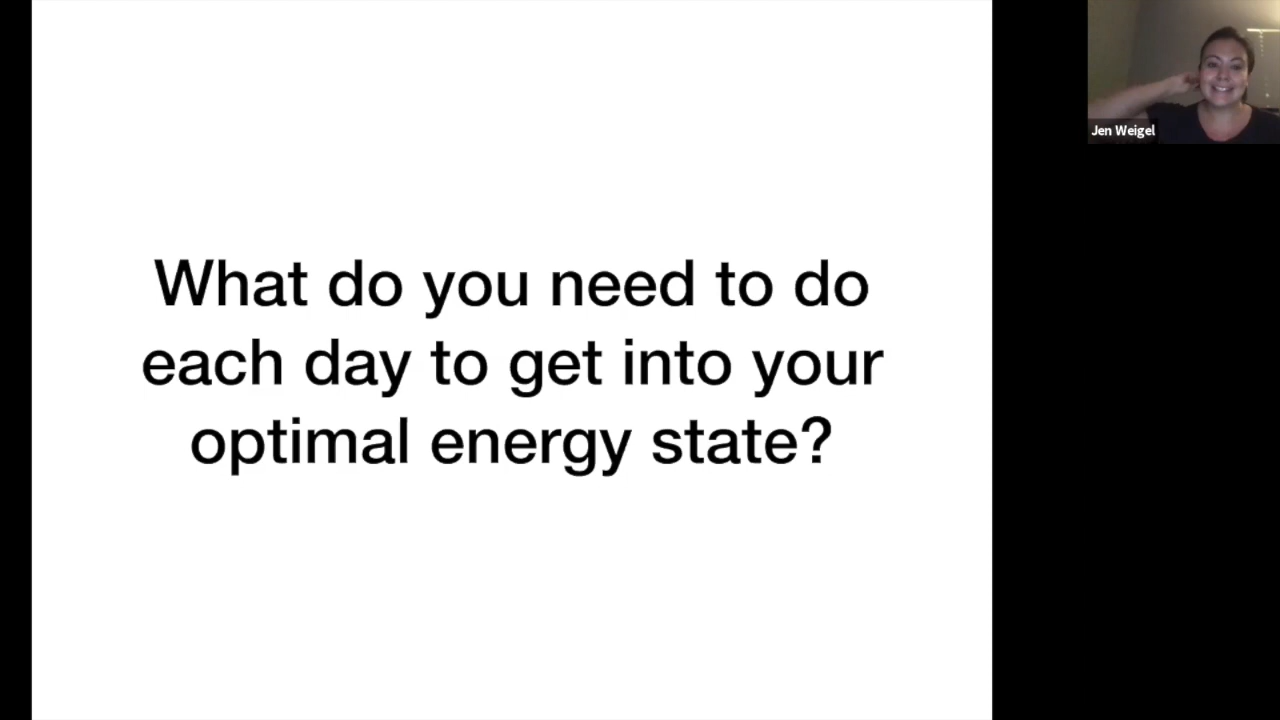 What do you need to do
each day to get into your
optimal energy state?
Jen Weigel